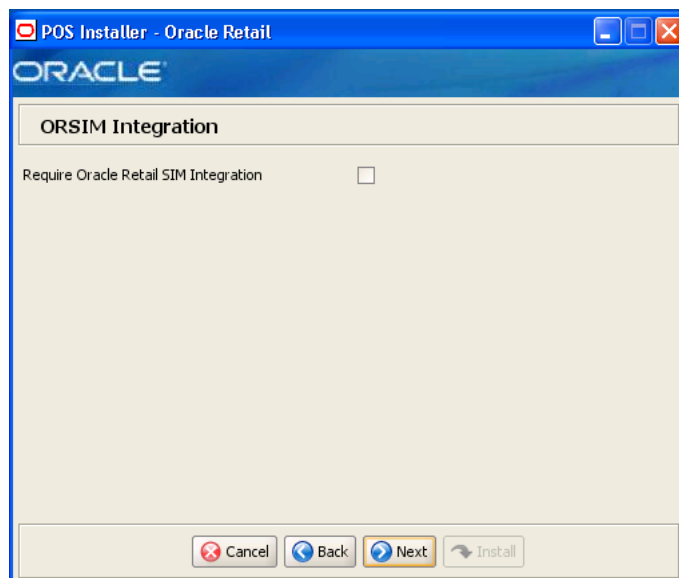 POS Installer - Oracle Retail
ORACLE
ORSIM Integration
Require Oracle Retail SIM Integration
Cancel Back Next Install